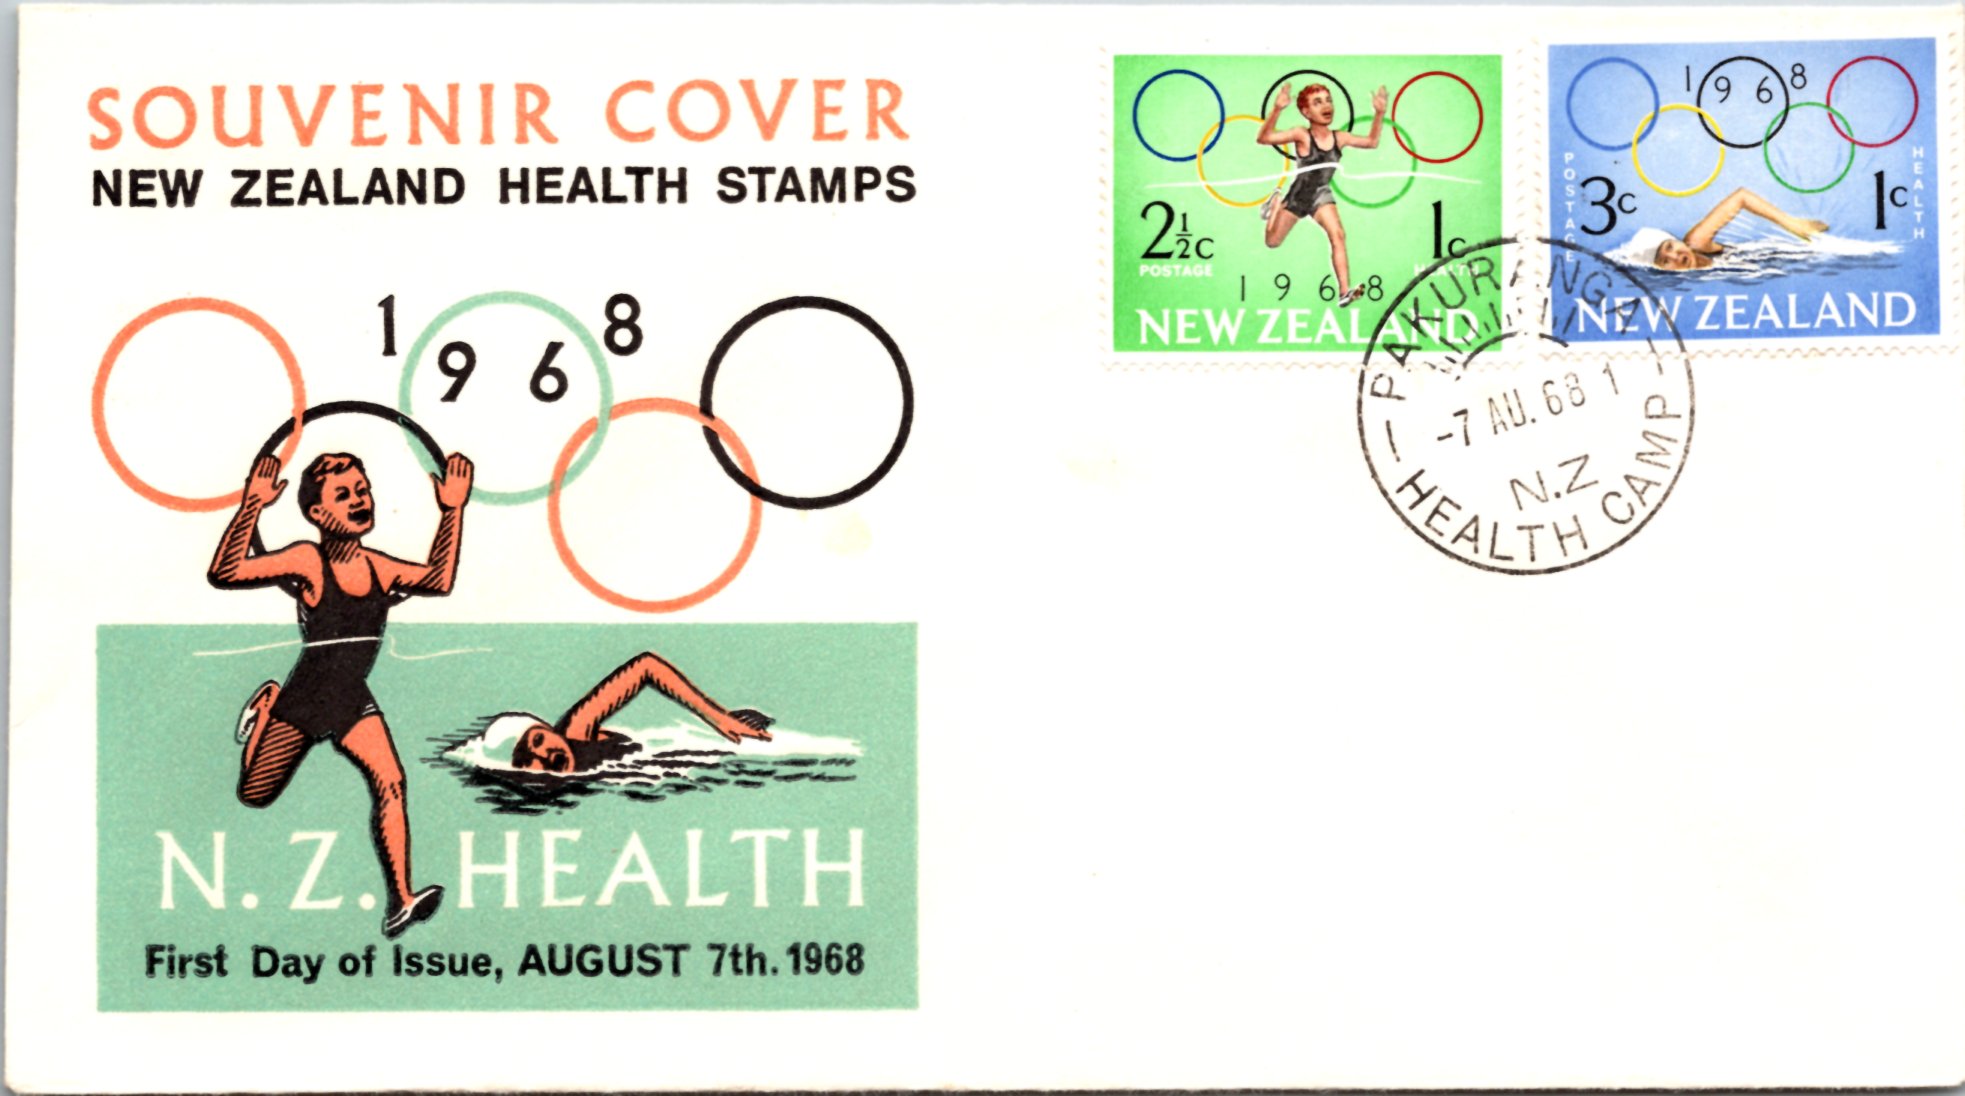 SOUVENIR COVER
NEW ZEALAND HEALTH STAMPS
1968
N. Z. HEALTH
First Day of Issue, AUGUST 7th. 1968
2½c
POSTAGE
1c
HEALTH
1968
NEW ZEALAND
1968
POSTAGE
3c
1c
HEALTH
NEW ZEALAND
PAKURANGA
-7 AU. 68 1
N.Z
HEALTH CAMP